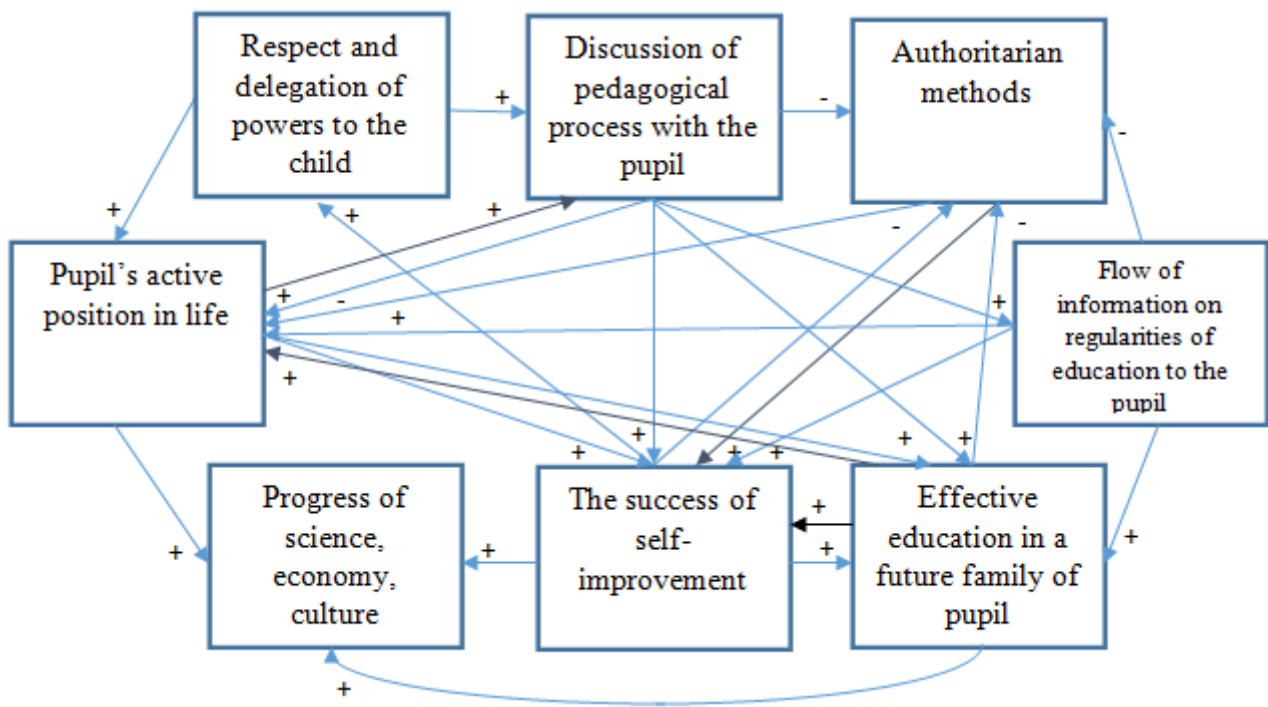 Respect and
delegation of
powers to the
child
+
Discussion of
pedagogical
process with the
pupil
-
Authoritarian
methods
-
+
+
+
-
-
Pupil’s active
position in life
+
-
+
+
+
Flow of
information on
regularities of
education to the
pupil
+
+
+
+
+
+
+
Progress of
science,
economy,
culture
+
+
The success of
self-
improvement
+
+
Effective
education in a
future family of
pupil
+
+